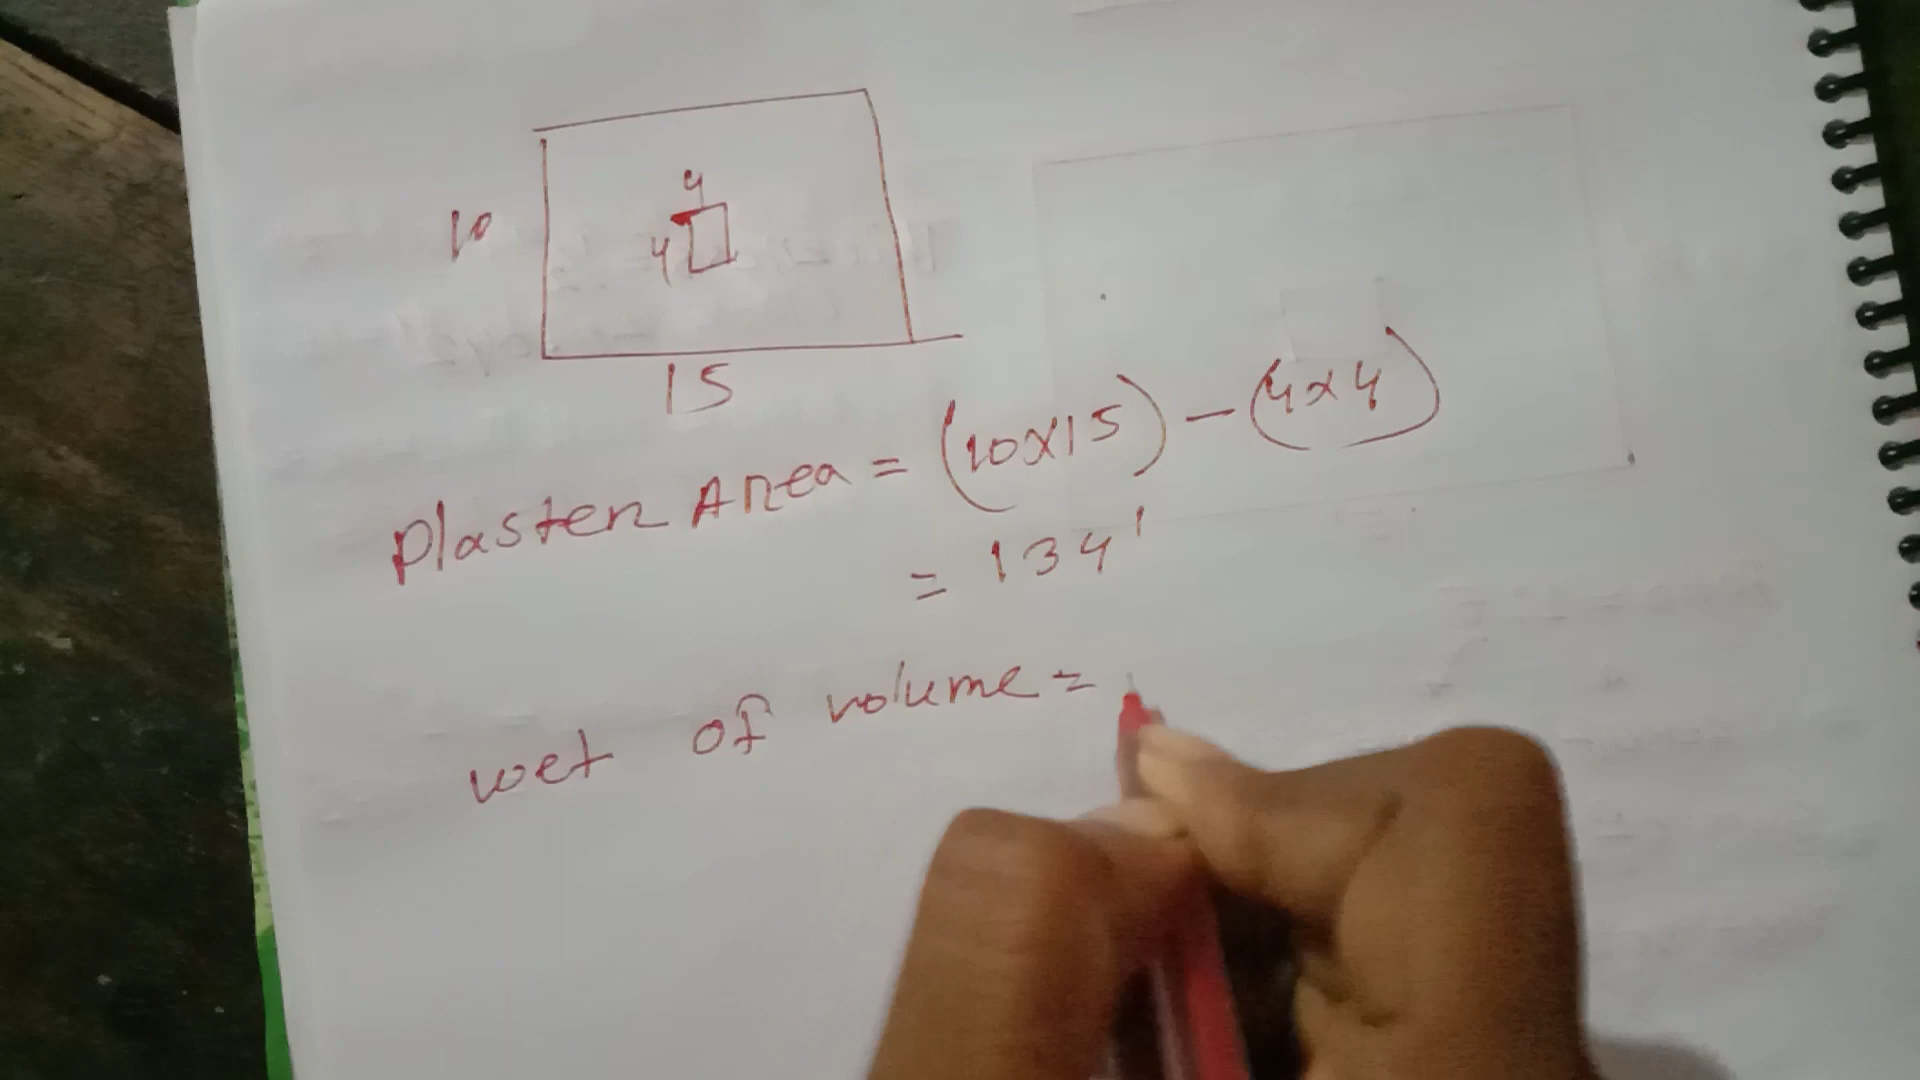 4
10
4
15
Plaster Area = (10x15) - (4x4)
= 134'
wet of volume =